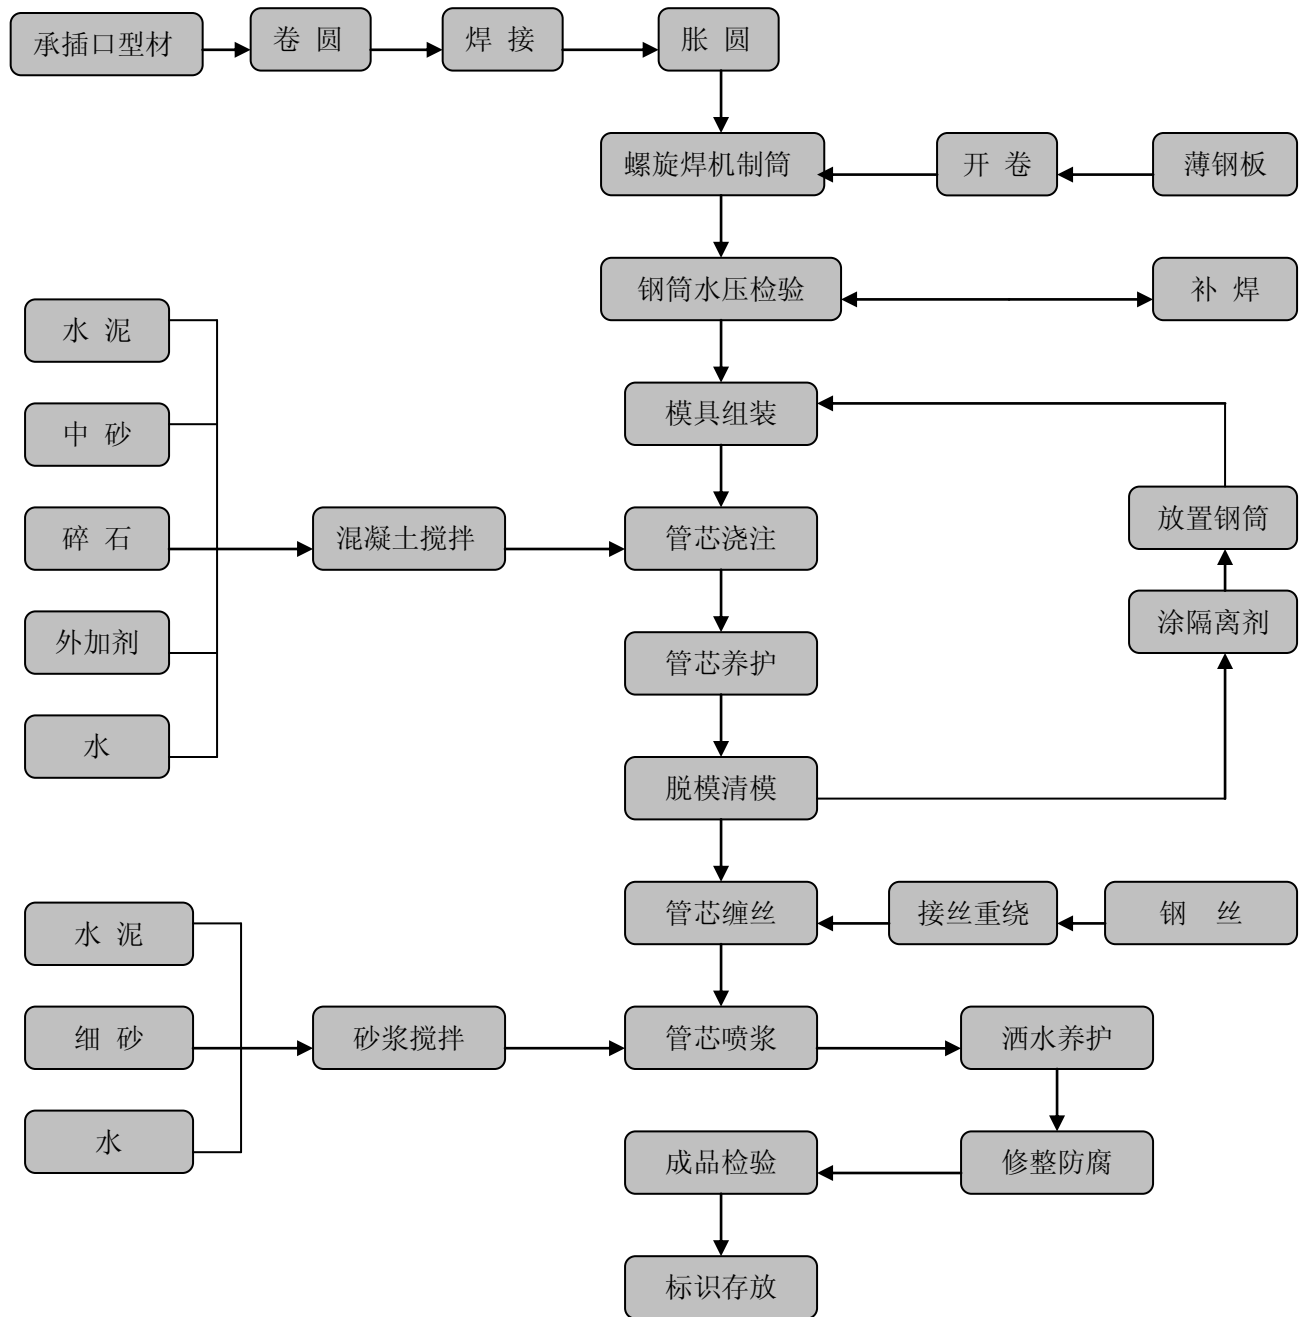 承插口型材
卷 圆
焊 接
胀 圆
螺旋焊机制筒
开 卷
薄钢板
钢筒水压检验
补 焊
水 泥
模具组装
中 砂
放置钢筒
碎 石
混凝土搅拌
管芯浇注
涂隔离剂
外加剂
管芯养护
水
脱模清模
管芯缠丝
接丝重绕
钢 丝
水 泥
细 砂
砂浆搅拌
管芯喷浆
洒水养护
水
成品检验
修整防腐
标识存放